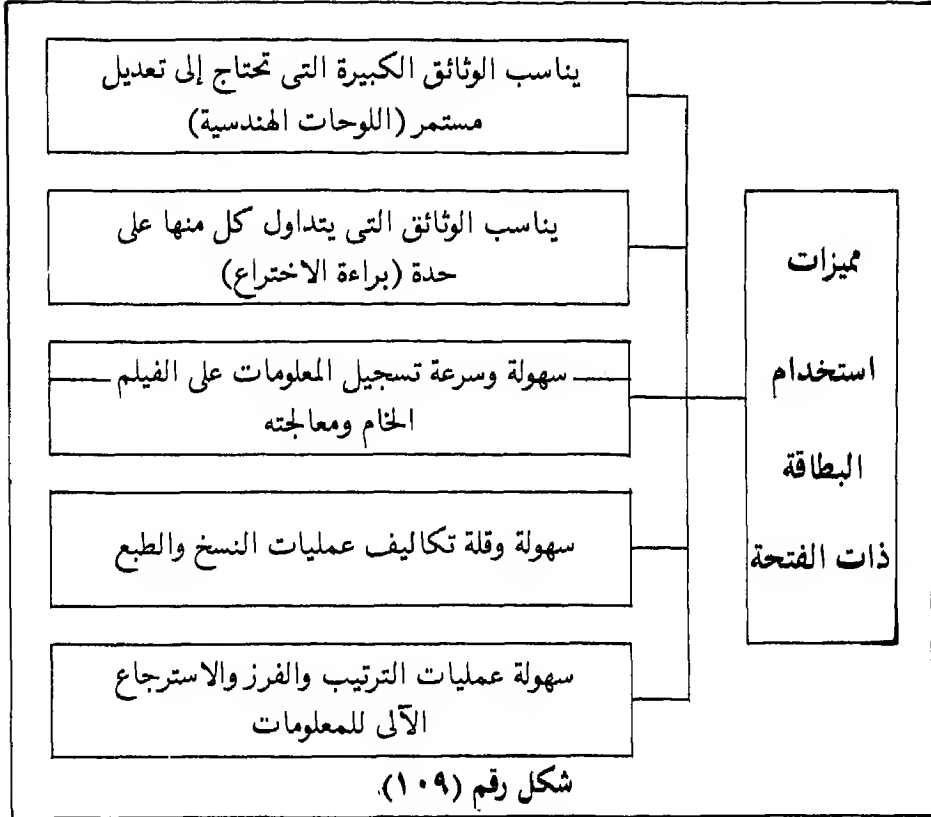 مميزات
استخدام
البطاقة
ذات الفتحة
يناسب الوثائق الكبيرة التى تحتاج إلى تعديل
مستمر (اللوحات الهندسية)
يناسب الوثائق التى يتداول كل منها على
حدة (براءة الاختراع)
سهولة وسرعة تسجيل المعلومات على الفيلم
الخام ومعالجته
سهولة وقلة تكاليف عمليات النسخ والطبع
سهولة عمليات الترتيب والفرز والاسترجاع
الآلى للمعلومات
شكل رقم (١٠٩)